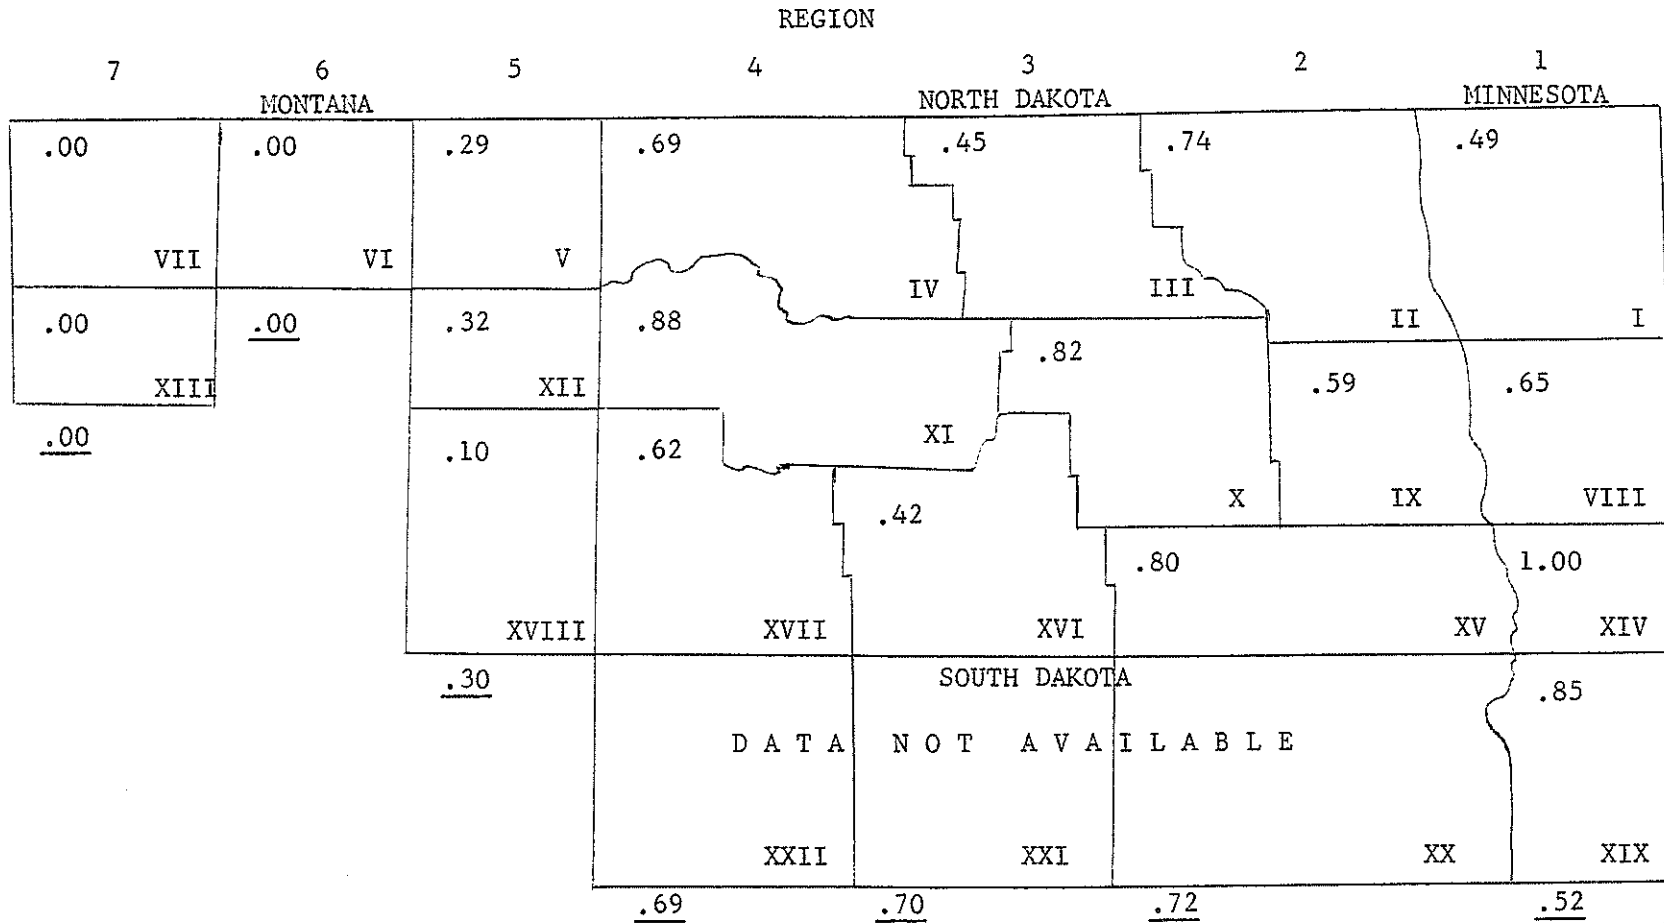 REGION
7 6 5 4 3 2 1
MONTANA NORTH DAKOTA MINNESOTA
.00 .00 .29 .69 .45 .74 .49
VII VI V IV III II I
.00 .00 .32 .88 .82 .59 .65
XIII XII XI X IX VIII
.00 .10 .62 .42 .80 1.00
XVIII XVII XVI XV XIV
.30 SOUTH DAKOTA .85
DATA NOT AVAILABLE
XXII XXI XX XIX
.69 .70 .72 .52